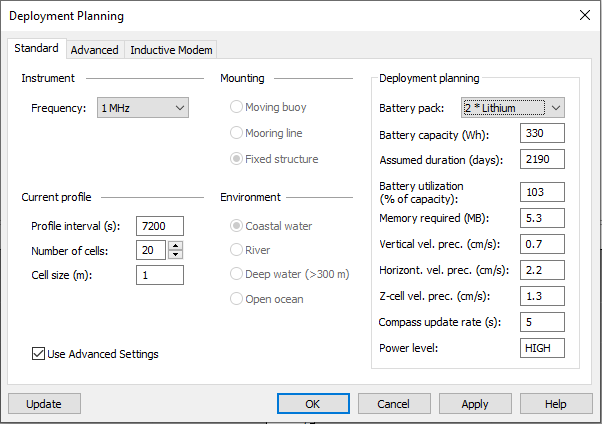 Deployment Planning
Standard
Advanced
Inductive Modem
Instrument
Frequency: 1 MHz
Mounting
Moving buoy
Mooring line
Fixed structure
Deployment planning
Battery pack: 2 * Lithium
Battery capacity (Wh): 330
Assumed duration (days): 2190
Battery utilization
(% of capacity): 103
Memory required (MB): 5.3
Vertical vel. prec. (cm/s): 0.7
Horizont. vel. prec. (cm/s): 2.2
Z-cell vel. prec. (cm/s): 1.3
Compass update rate (s): 5
Power level: HIGH
Current profile
Profile interval (s): 7200
Number of cells: 20
Cell size (m): 1
Environment
Coastal water
River
Deep water (>300 m)
Open ocean
Use Advanced Settings
Update
OK
Cancel
Apply
Help